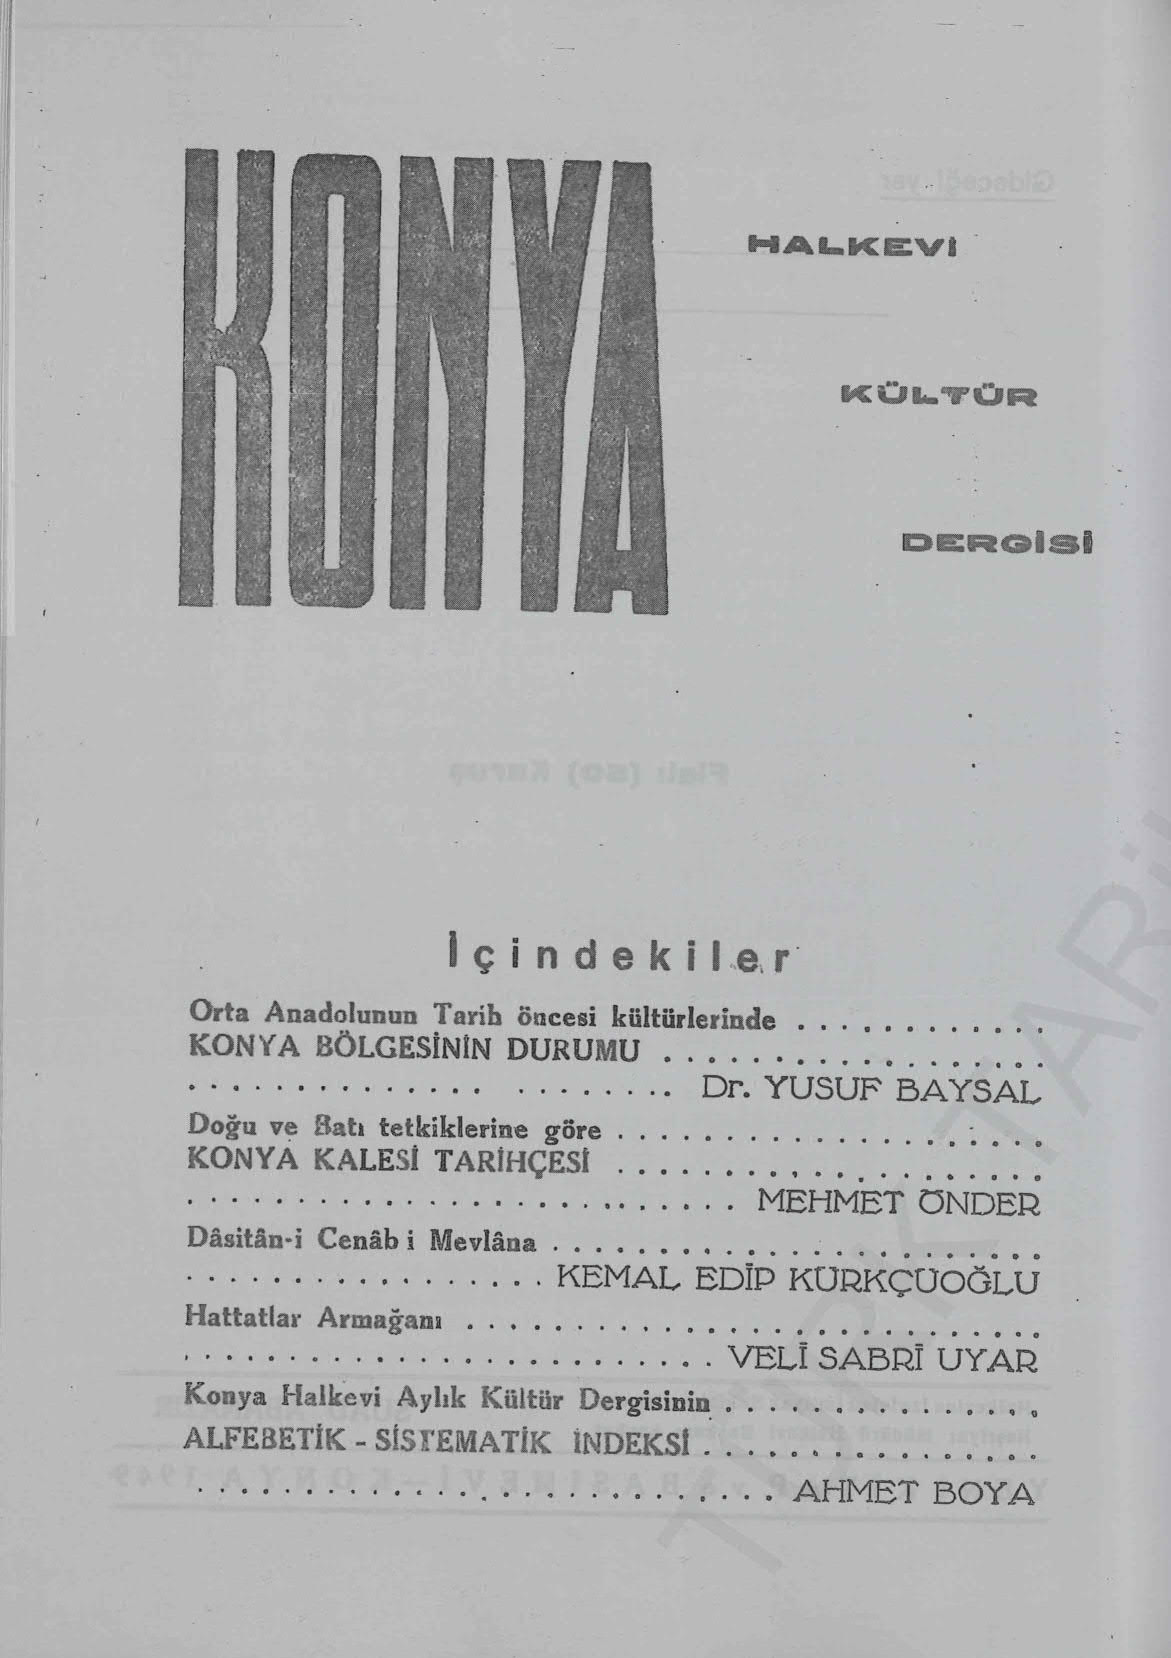 KONYA
HALKEVİ
KÜLTÜR
DERGİSİ
İçindekiler
Orta Anadolunun Tarih öncesi kültürlerinde . . . . . . . . . . . .
KONYA BÖLGESİNİN DURUMU . . . . . . . . . . . . . . . . .
. . . . . . . . . . . . . . . . . . . . . Dr. YUSUF BAYSAL
Doğu ve Batı tetkiklerine göre . . . . . . . . . . . . . . . . . . . .
KONYA KALESİ TARİHÇESİ . . . . . . . . . . . . . . . . . . . .
. . . . . . . . . . . . . . . . . . . . . . . . . MEHMET ÖNDER
Dâsitân-i Cenâb i Mevlâna . . . . . . . . . . . . . . . . . . . . . . .
. . . . . . . . . . . . . . . . KEMAL EDİP KÜRKÇÜOĞLU
Hattatlar Armağanı . . . . . . . . . . . . . . . . . . . . . . . . . . .
. . . . . . . . . . . . . . . . . . . . . . . . VELİ SABRİ UYAR
Konya Halkevi Aylık Kültür Dergisinin . . . . . . . . . . . . . . .
ALFEBETİK - SİSTEMATİK İNDEKSİ . . . . . . . . . . . . . . . .
. . . . . . . . . . . . . . . . . . . . . . . . . . . AHMET BOYA
TÜRK TARİ